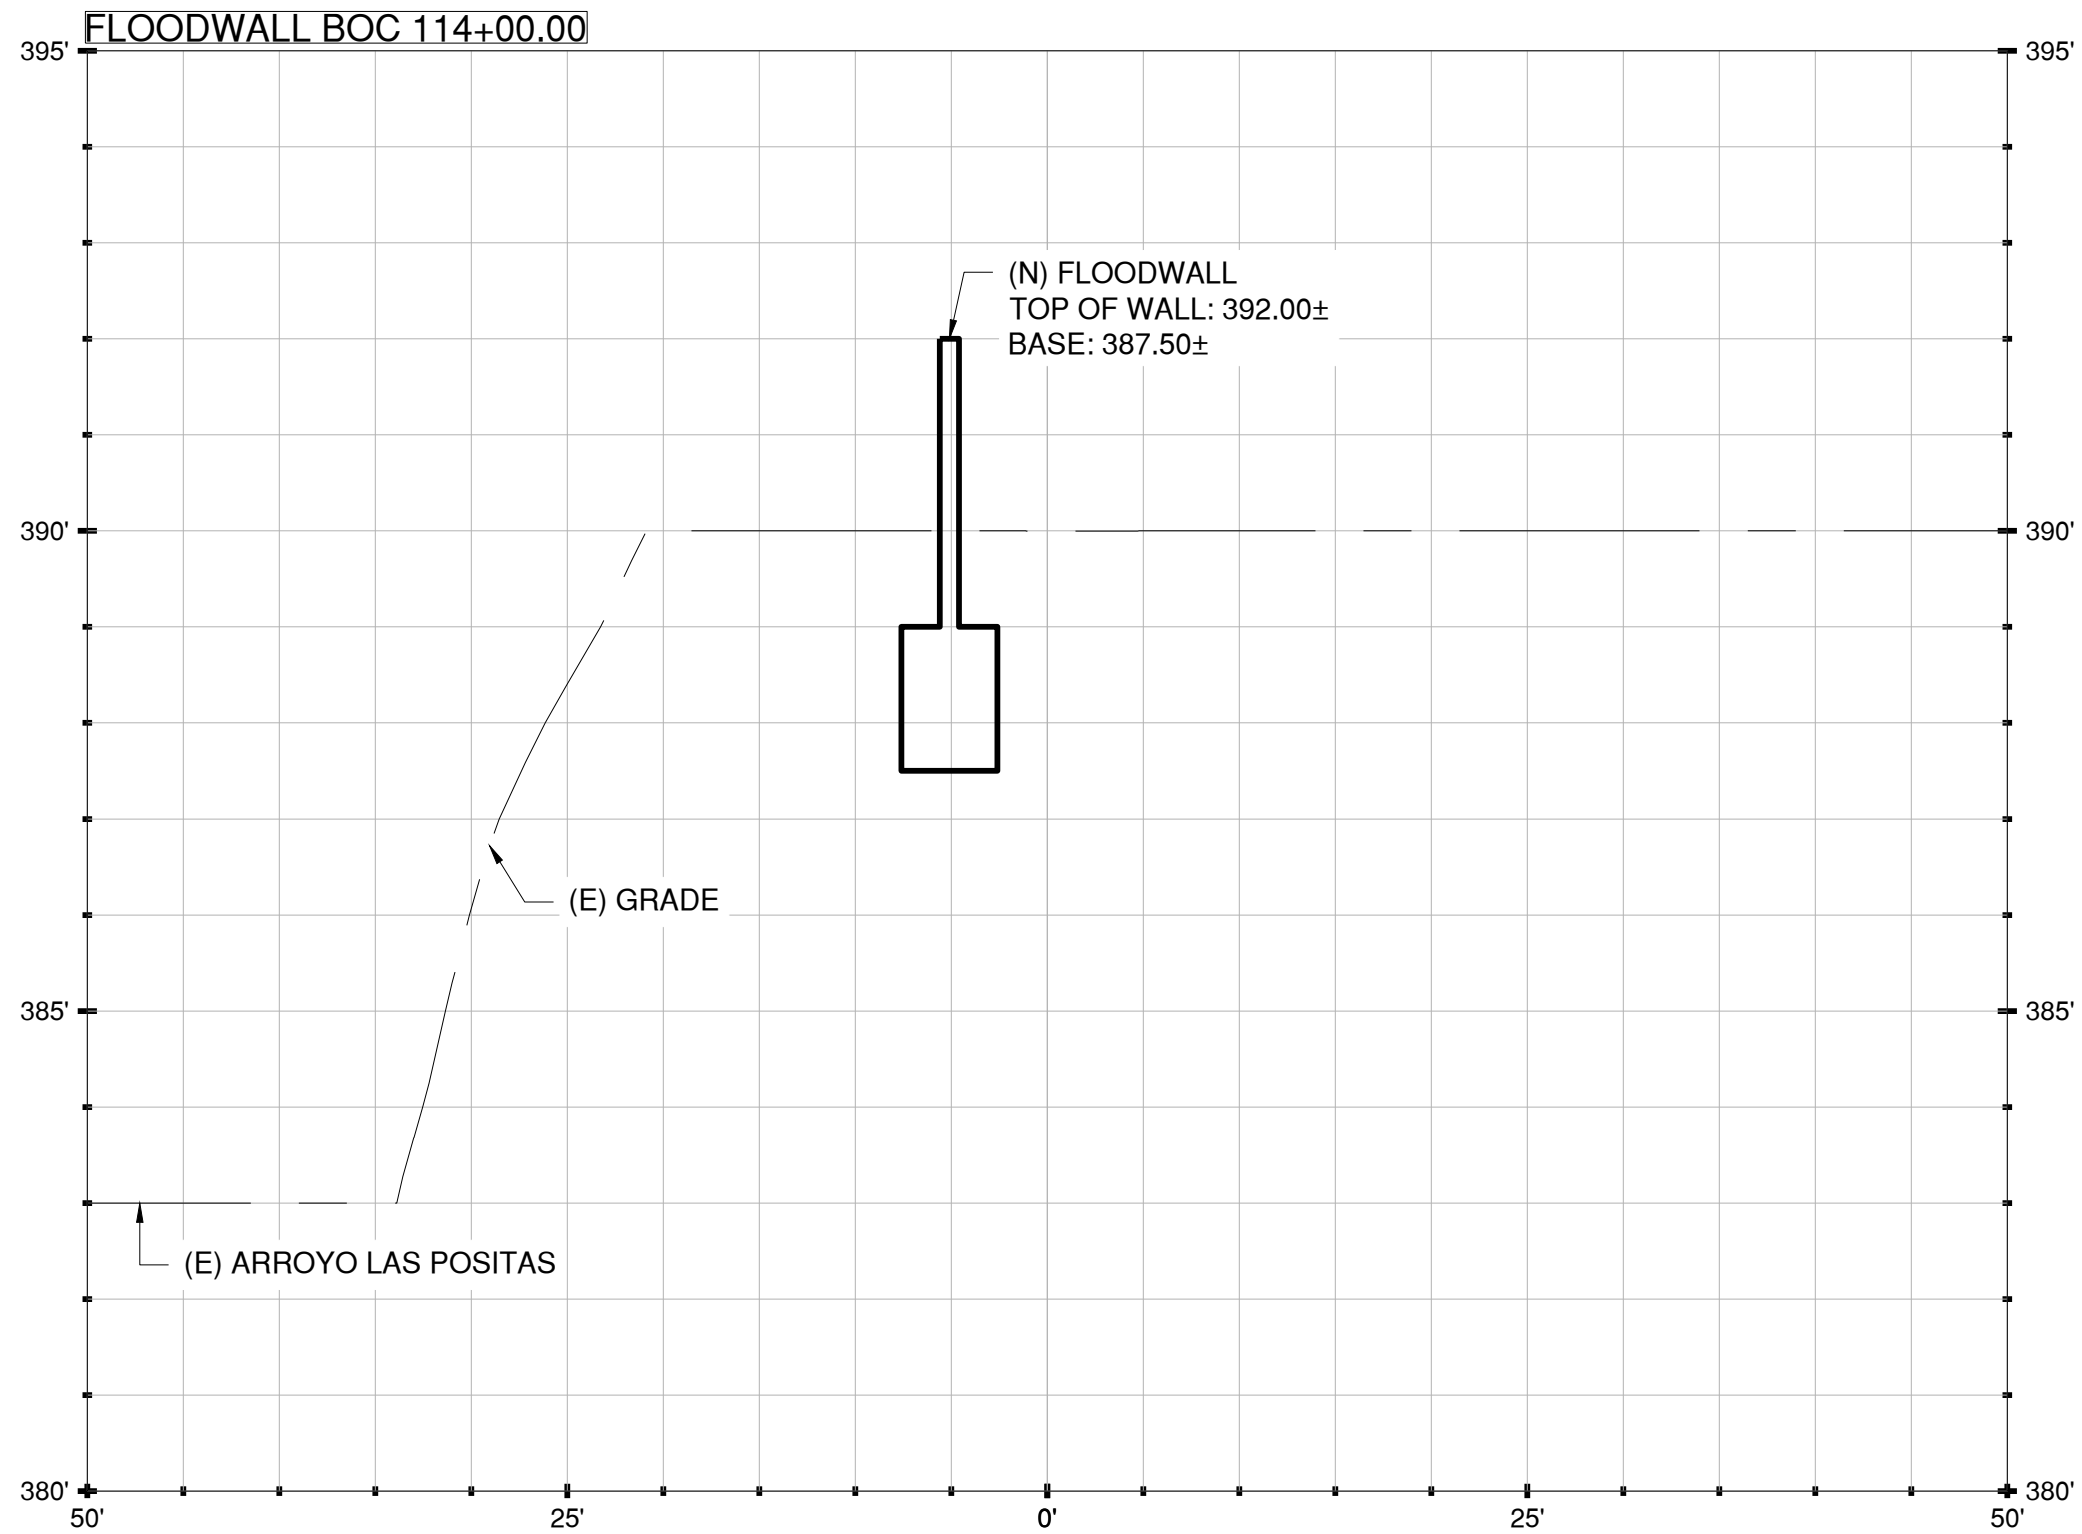 FLOODWALL BOC 114+00.00
395' 395'
(N) FLOODWALL
TOP OF WALL: 392.00±
BASE: 387.50±
390' 390'
(E) GRADE
385' 385'
(E) ARROYO LAS POSITAS
380' 380'
50' 25' 0' 25' 50'